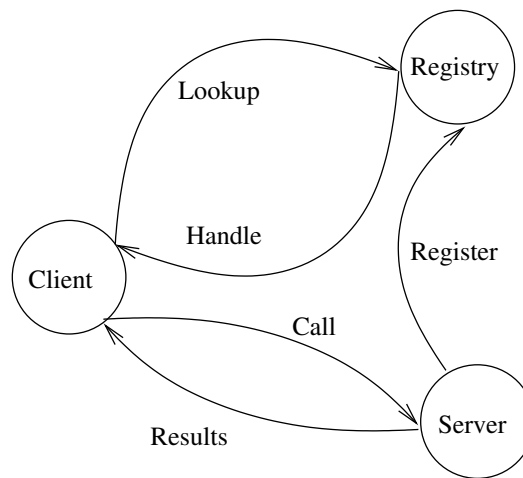 Registry
Lookup
Handle
Register
Client
Call
Server
Results